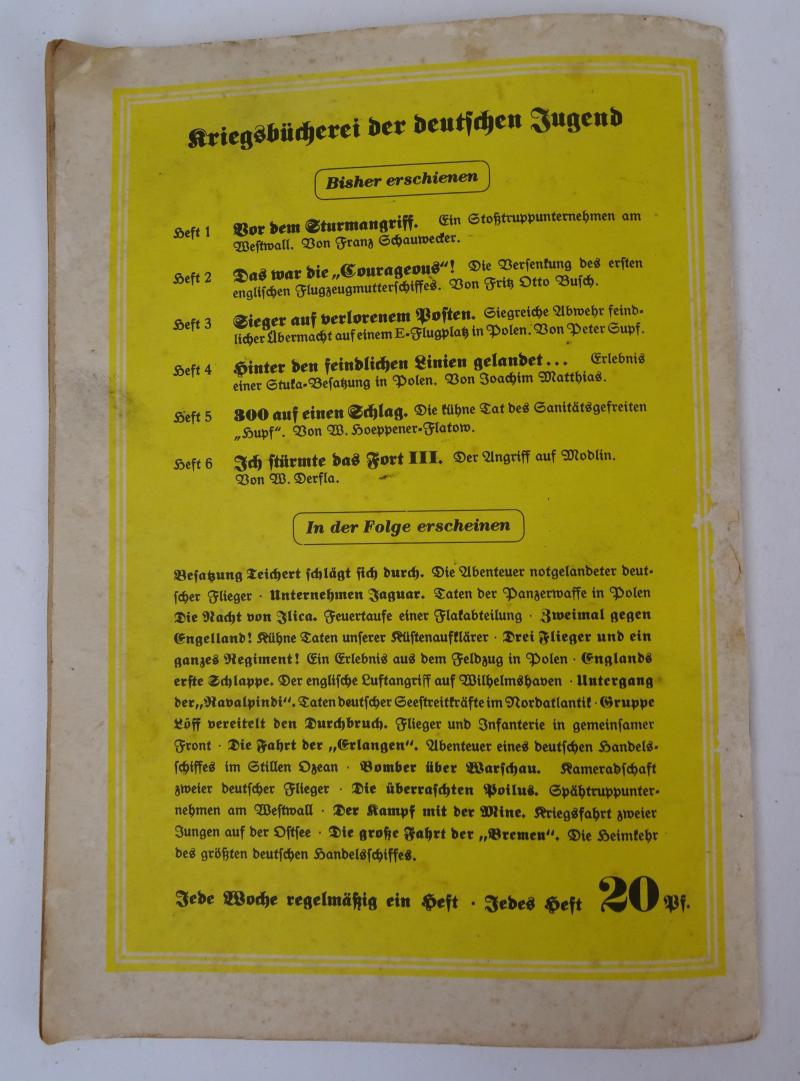 Kriegsbücherei der deutschen Jugend
Bisher erschienen
Heft 1 Vor dem Sturmangriff. Ein Stoßtruppunternehmen am
Westwall. Von Franz Schauwecker.
Heft 2 Das war die „Courageous“! Die Versenkung des ersten
englischen Flugzeugmutterschiffes. Von Fritz Otto Busch.
Heft 3 Sieger auf verlorenem Posten. Siegreiche Abwehr feind-
licher Übermacht auf einem E-Flugplatz in Polen. Von Peter Supf.
Heft 4 Hinter den feindlichen Linien gelandet... Erlebnis
einer Stuka-Besatzung in Polen. Von Joachim Matthias.
Heft 5 300 auf einen Schlag. Die kühne Tat des Sanitätsgefreiten
„Hupf“. Von W. Hoeppener-Flatow.
Heft 6 Ich stürmte das Fort III. Der Angriff auf Modlin.
Von W. Derfla.
In der Folge erscheinen
Besatzung Teichert schlägt sich durch. Die Abenteuer notgelandeter deut-
scher Flieger · Unternehmen Jaguar. Taten der Panzerwaffe in Polen
Die Nacht von Ilica. Feuertaufe einer Flakabteilung · Zweimal gegen
Engelland! Kühne Taten unserer Küstenaufklärer · Drei Flieger und ein
ganzes Regiment! Ein Erlebnis aus dem Feldzug in Polen · Englands
erste Schlappe. Der englische Luftangriff auf Wilhelmshaven · Untergang
der „Navalpindi“. Taten deutscher Seestreitkräfte im Nordatlantik · Gruppe
Löff vereitelt den Durchbruch. Flieger und Infanterie in gemeinsamer
Front · Die Fahrt der „Erlangen“. Abenteuer eines deutschen Handels-
schiffes im Stillen Ozean · Bomber über Warschau. Kameradschaft
zweier deutscher Flieger · Die überraschten Poilus. Spähtruppunter-
nehmen am Westwall · Der Kampf mit der Mine. Kriegsfahrt zweier
Jungen auf der Ostsee · Die große Fahrt der „Bremen“. Die Heimkehr
des größten deutschen Handelsschiffes.
Jede Woche regelmäßig ein Heft · Jedes Heft 20 Pf.